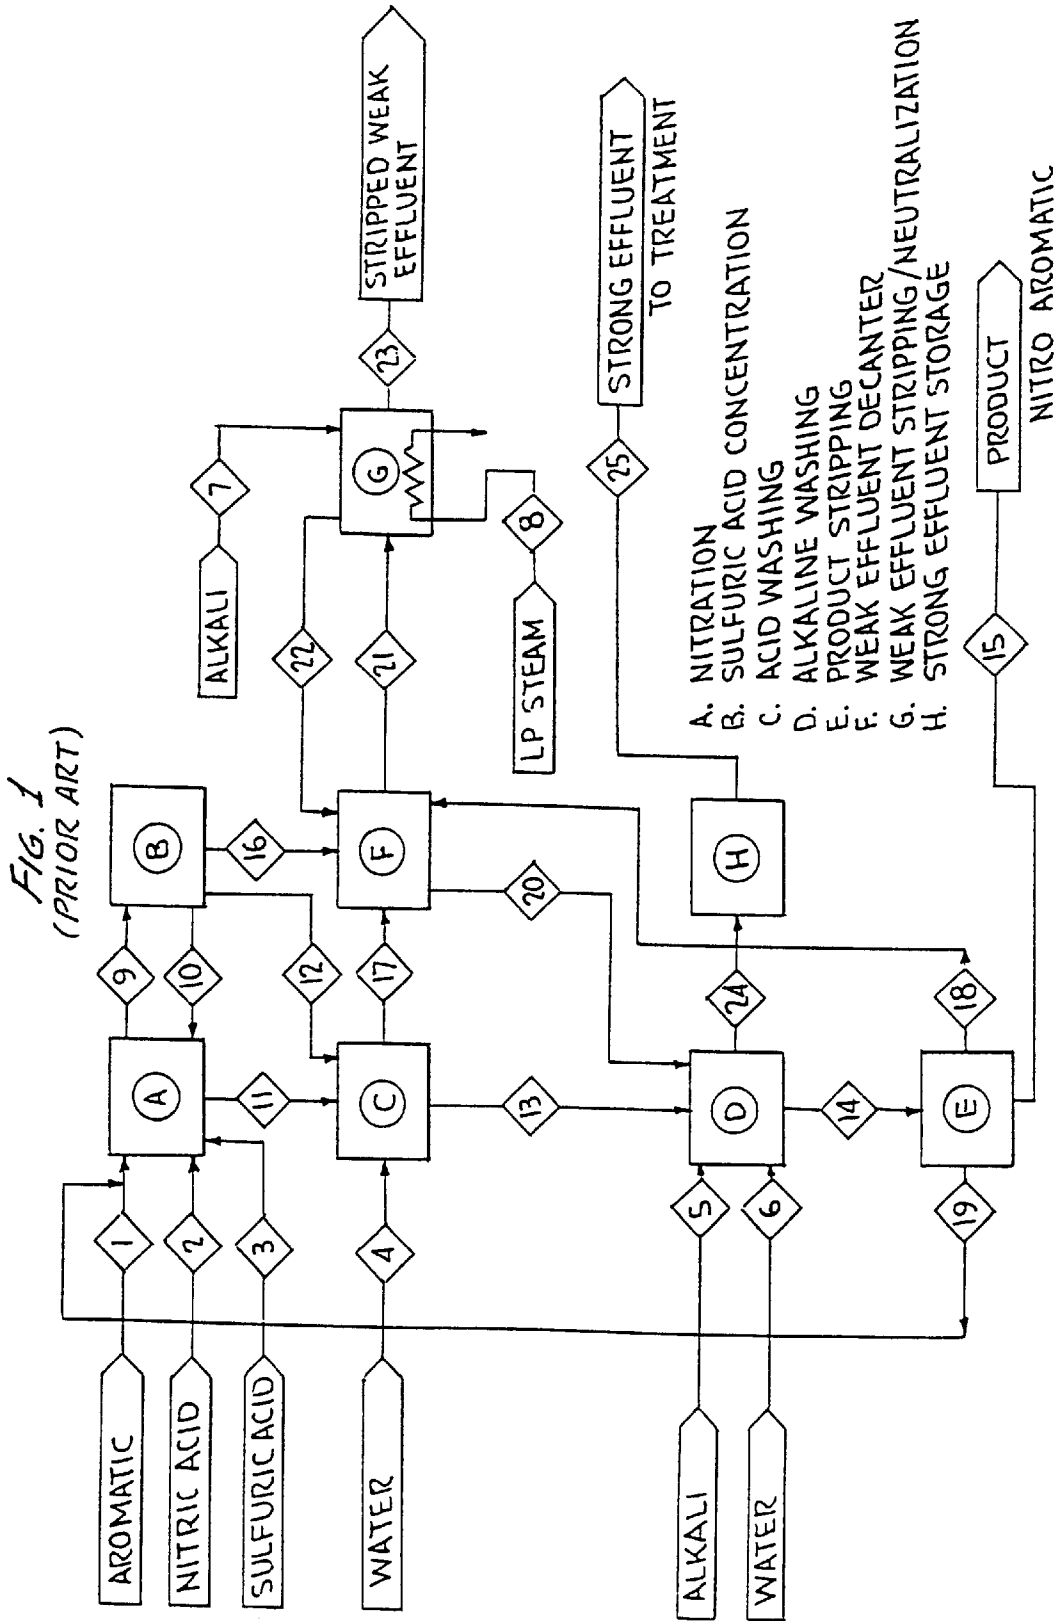 FIG. 1
(PRIOR ART)
AROMATIC
1
NITRIC ACID
2
SULFURIC ACID
3
WATER
4
ALKALI
5
WATER
6
A
9
10
B
11
16
12
C
17
F
22
21
ALKALI
7
G
LP STEAM
8
23
STRIPPED WEAK
EFFLUENT
13
20
D
24
H
25
STRONG EFFLUENT
TO TREATMENT
14
19
E
18
15
PRODUCT
NITRO AROMATIC
A. NITRATION
B. SULFURIC ACID CONCENTRATION
C. ACID WASHING
D. ALKALINE WASHING
E. PRODUCT STRIPPING
F. WEAK EFFLUENT DECANTER
G. WEAK EFFLUENT STRIPPING/NEUTRALIZATION
H. STRONG EFFLUENT STORAGE